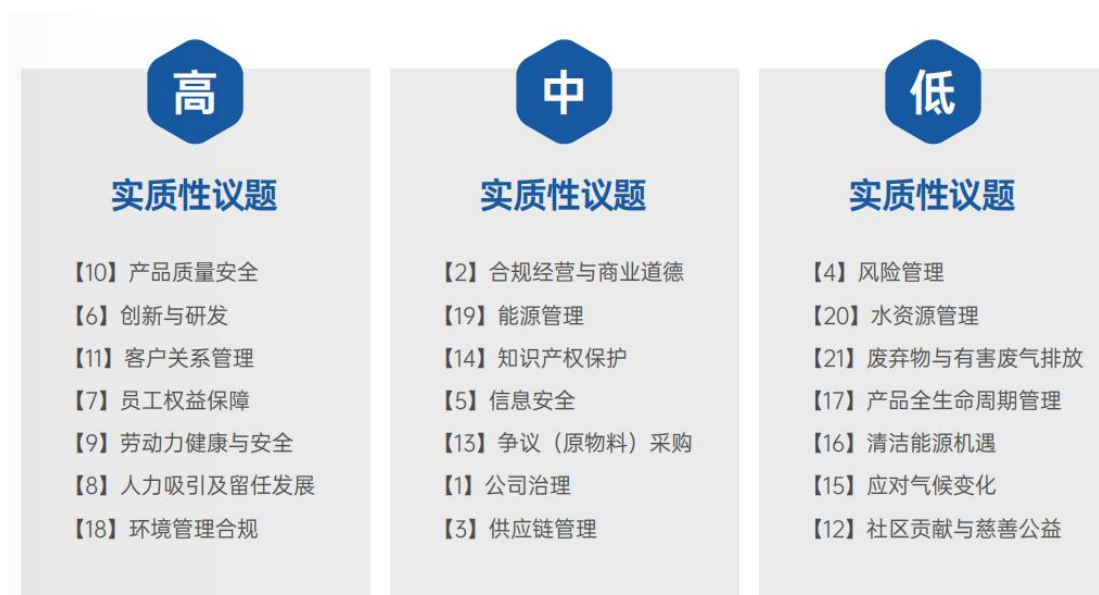 高
实质性议题
【10】产品质量安全
【6】创新与研发
【11】客户关系管理
【7】员工权益保障
【9】劳动力健康与安全
【8】人力吸引及留任发展
【18】环境管理合规
中
实质性议题
【2】合规经营与商业道德
【19】能源管理
【14】知识产权保护
【5】信息安全
【13】争议（原物料）采购
【1】公司治理
【3】供应链管理
低
实质性议题
【4】风险管理
【20】水资源管理
【21】废弃物与有害废气排放
【17】产品全生命周期管理
【16】清洁能源机遇
【15】应对气候变化
【12】社区贡献与慈善公益